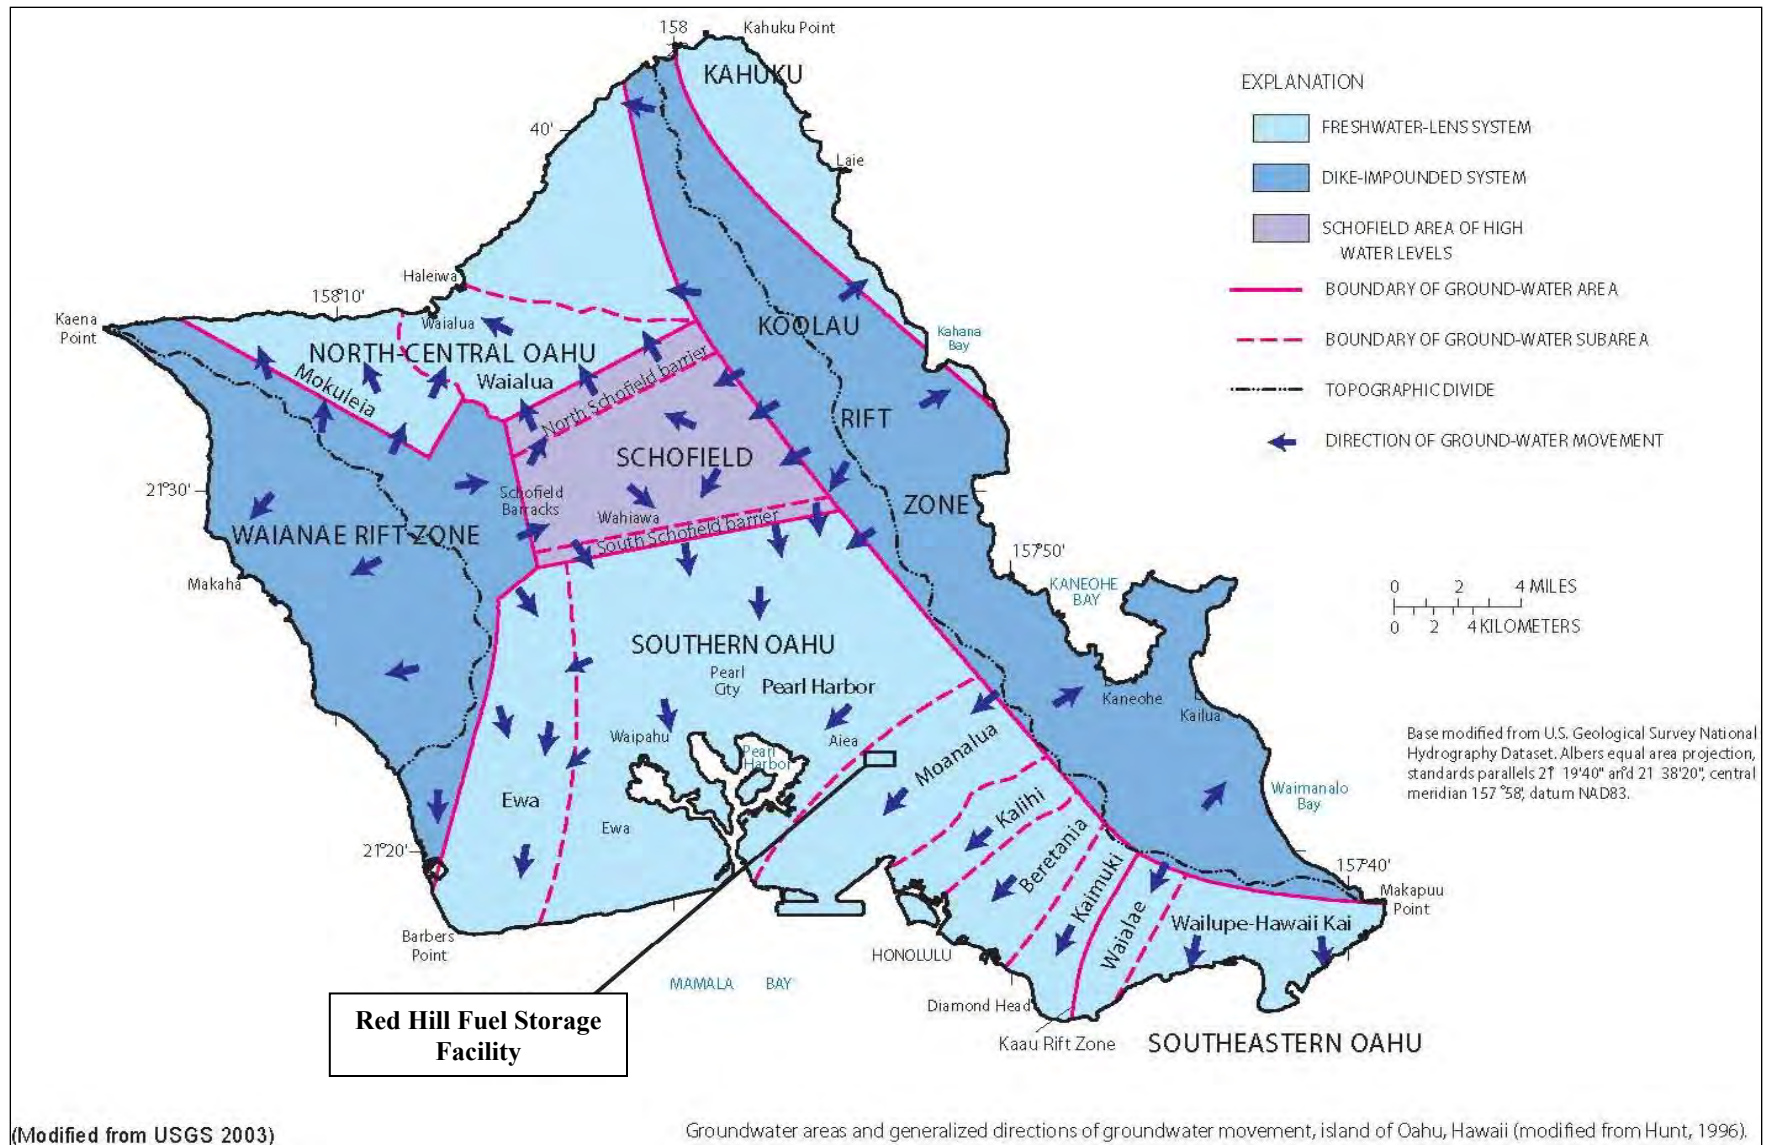 158
Kahuku Point
KAHUKU
40'
Laie
Haleiwa
158°10'
Kaena
Point
Waialua
NORTH-CENTRAL OAHU
Mokuleia
Waialua
North Schofield barrier
KOOLAU
RIFT
ZONE
Kahana
Bay
SCHOFIELD
21°30'
Schofield
Barracks
Wahiawa
South Schofield barrier
WAIANAE RIFT ZONE
Makaha
157°50'
KANEOHE
BAY
SOUTHERN OAHU
Pearl
City
Pearl Harbor
Kaneohe
Kailua
Waipahu
Pearl
Harbor
Aiea
Moanalua
Ewa
Ewa
Kalihi
Beretania
Kaimuki
Waialae
Wailupe-Hawaii Kai
Waimanalo
Bay
21°20'
157°40'
Makapuu
Point
Barbers
Point
HONOLULU
MAMALA BAY
Diamond Head
Kaau Rift Zone
SOUTHEASTERN OAHU
Red Hill Fuel Storage
Facility
EXPLANATION
FRESHWATER-LENS SYSTEM
DIKE-IMPOUNDED SYSTEM
SCHOFIELD AREA OF HIGH
WATER LEVELS
BOUNDARY OF GROUND-WATER AREA
BOUNDARY OF GROUND-WATER SUBAREA
TOPOGRAPHIC DIVIDE
DIRECTION OF GROUND-WATER MOVEMENT
0 2 4 MILES
0 2 4 KILOMETERS
Base modified from U.S. Geological Survey National
Hydrography Dataset. Albers equal area projection,
standards parallels 21° 19'40" and 21 38'20", central
meridian 157 °58', datum NAD83.
(Modified from USGS 2003)
Groundwater areas and generalized directions of groundwater movement, island of Oahu, Hawaii (modified from Hunt, 1996).